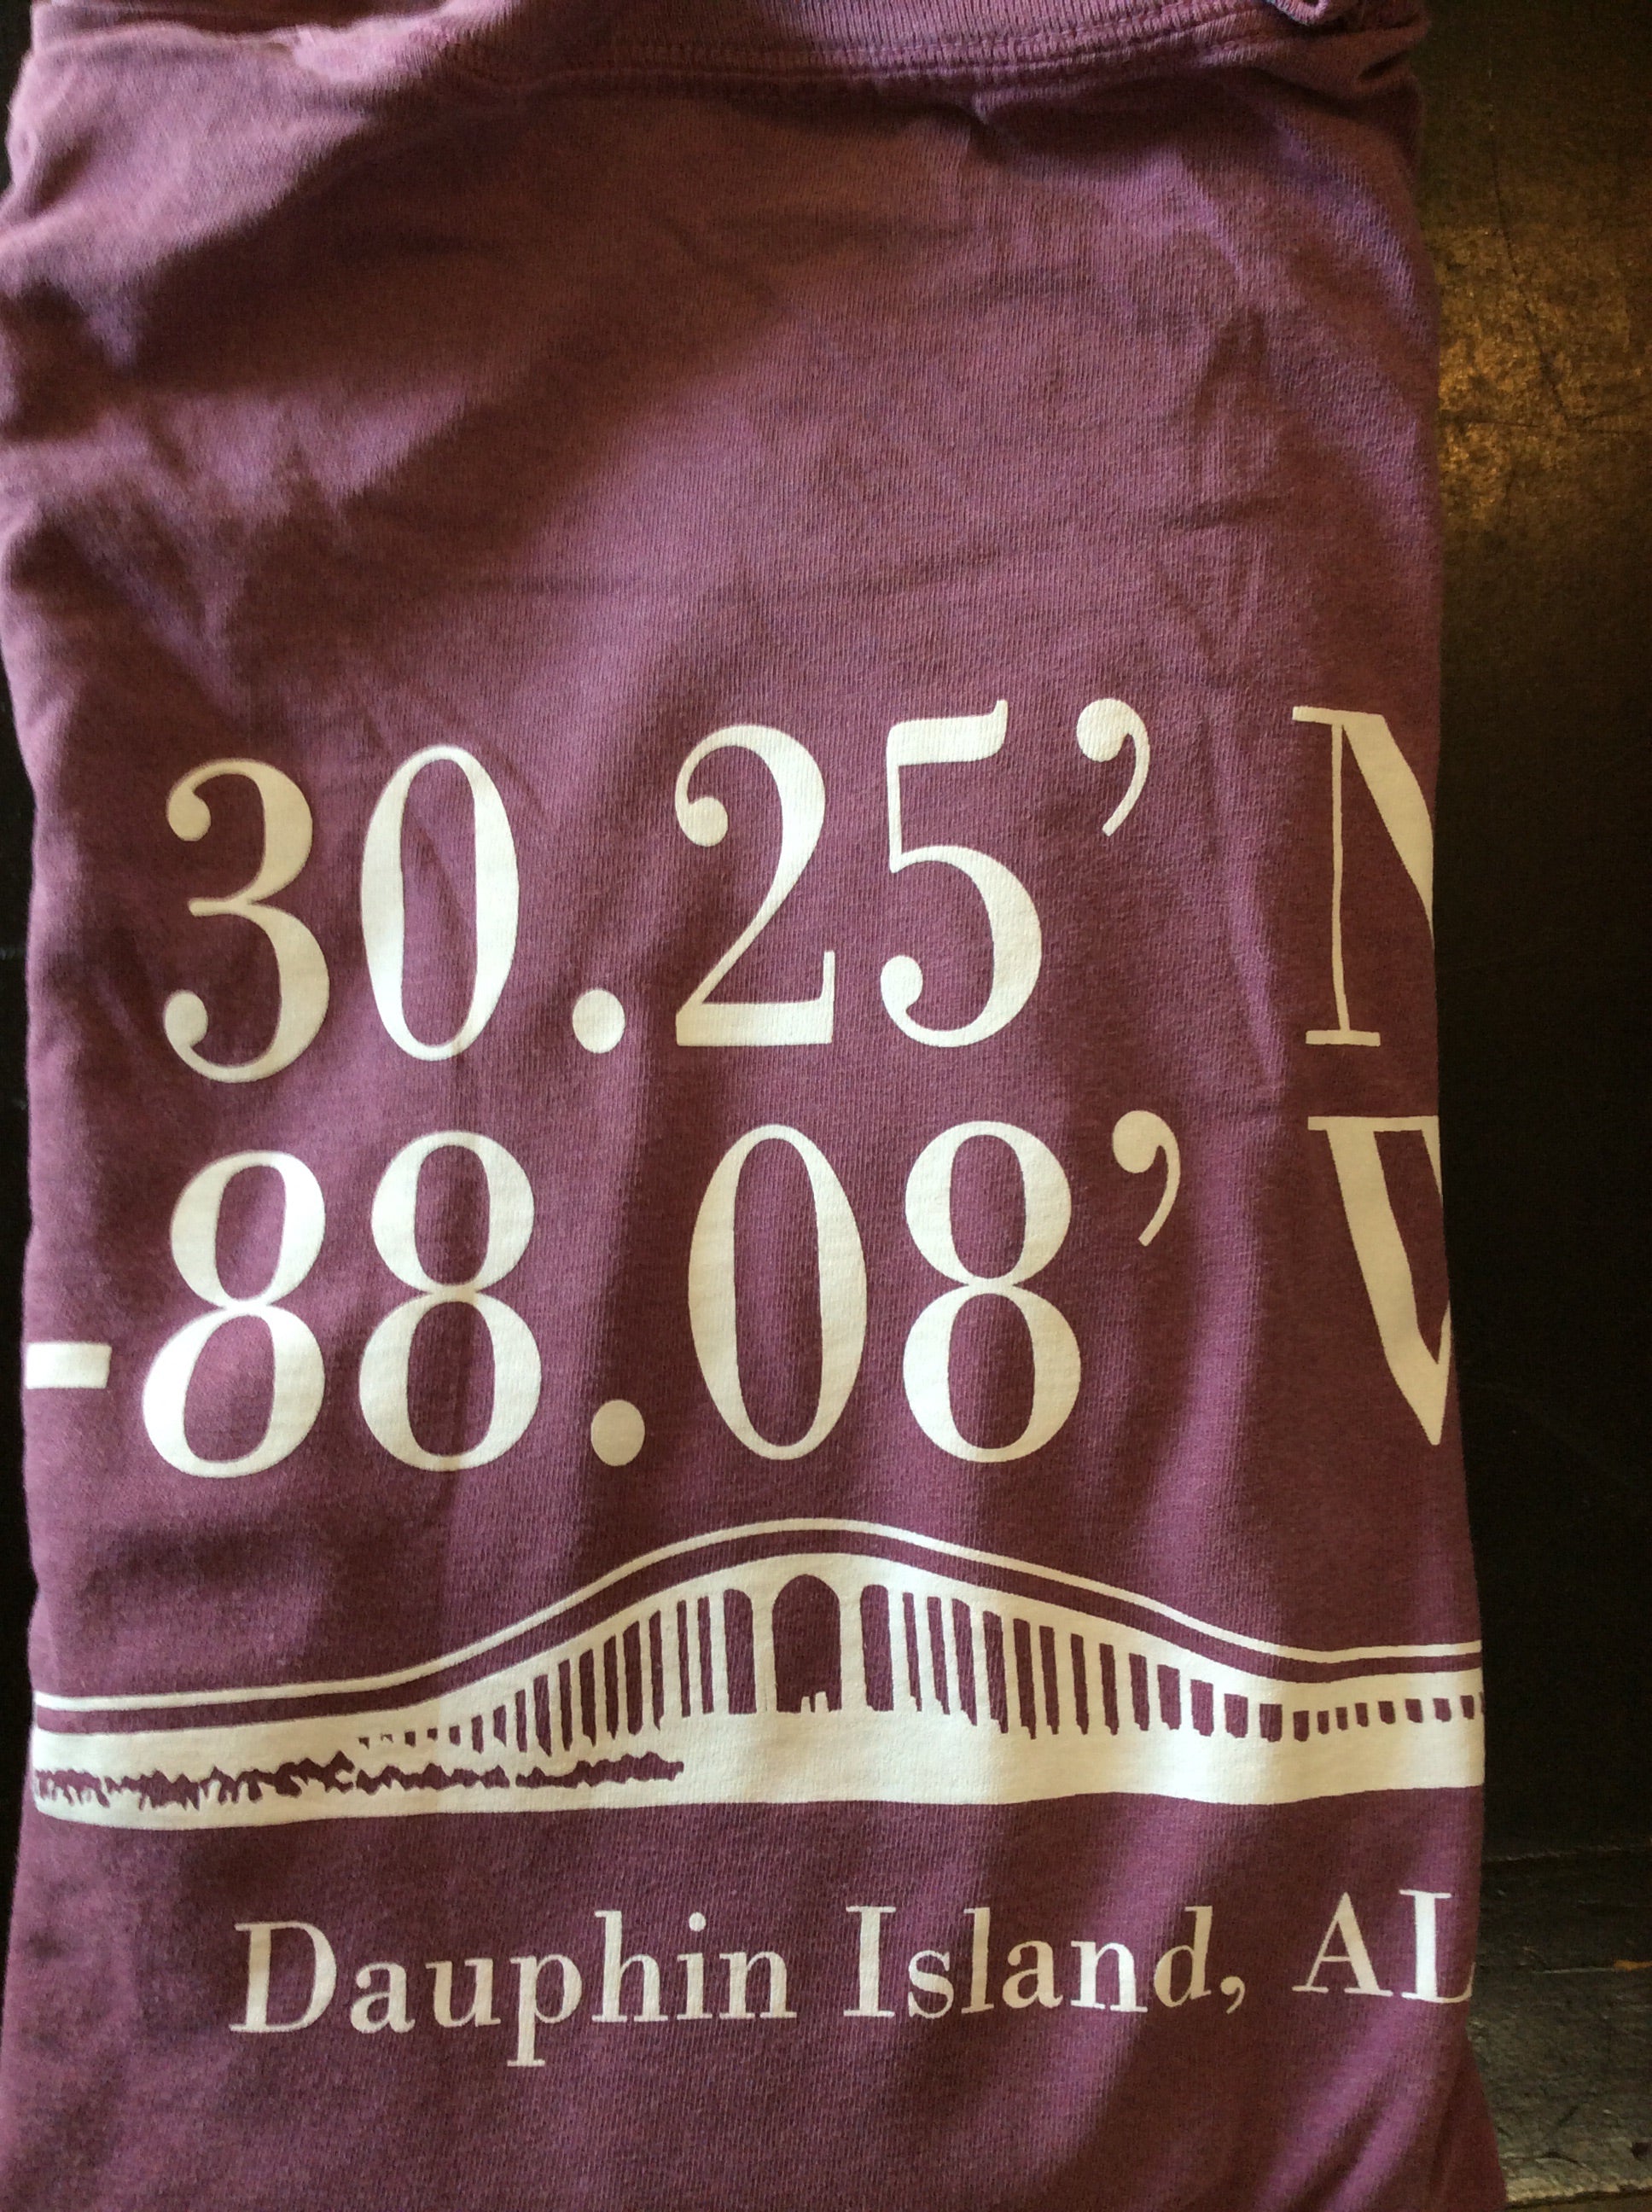 30.25’ N
-88.08’ W
Dauphin Island, AL